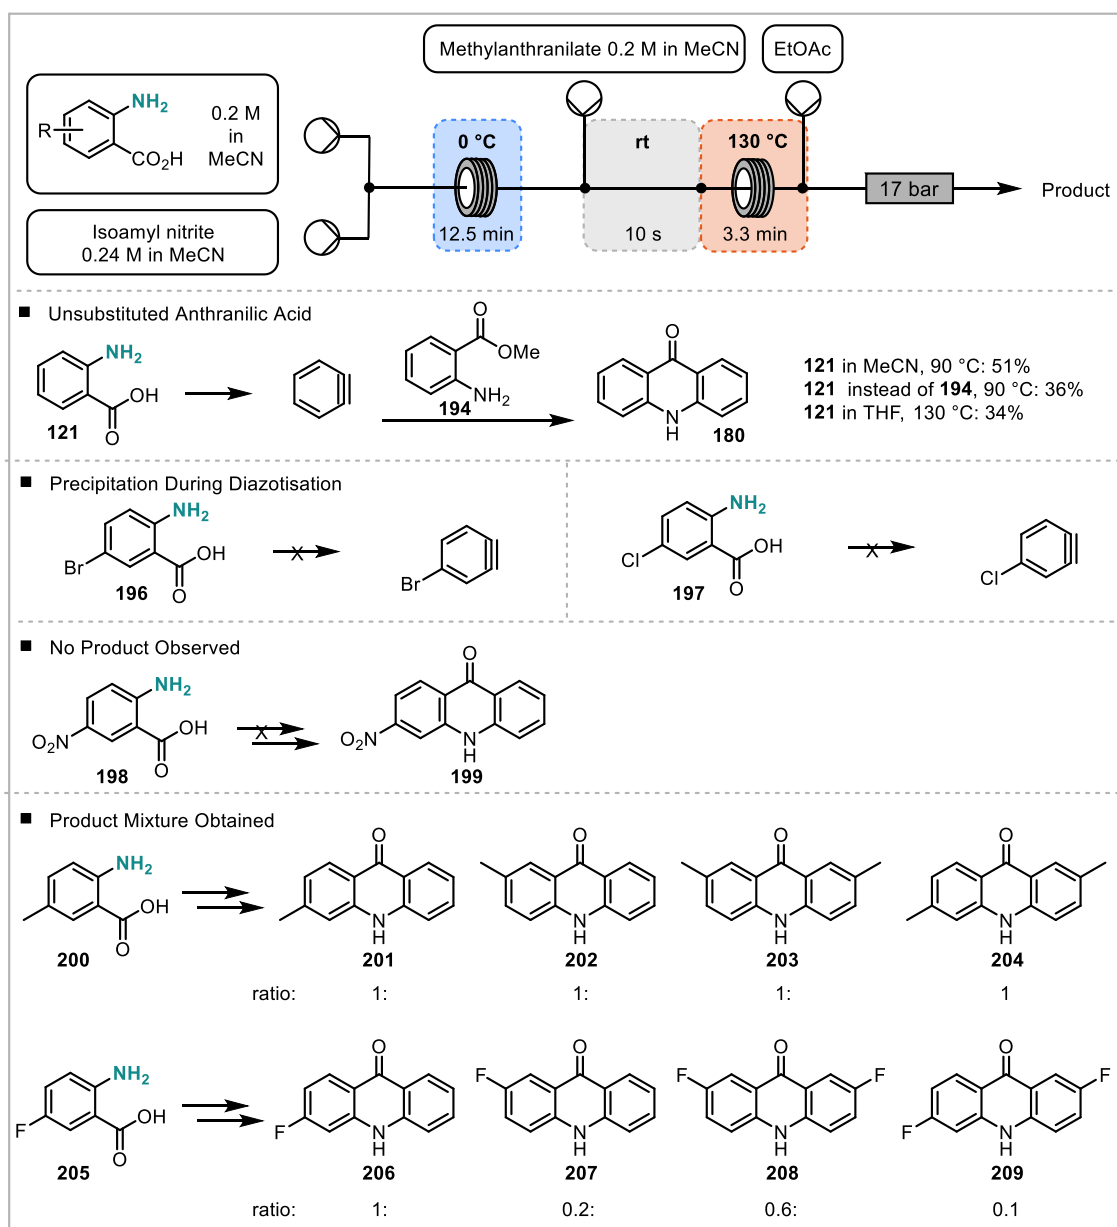 Methylanthranilate 0.2 M in MeCN
EtOAc
NH2
R
CO2H
0.2 M
in
MeCN
Isoamyl nitrite
0.24 M in MeCN
0 °C
12.5 min
rt
10 s
130 °C
3.3 min
17 bar
Product
■ Unsubstituted Anthranilic Acid
NH2
OH
O
121
O
OMe
NH2
194
O
N
H
180
121 in MeCN, 90 °C: 51%
121 instead of 194, 90 °C: 36%
121 in THF, 130 °C: 34%
■ Precipitation During Diazotisation
NH2
OH
Br
O
196
X
Br
NH2
OH
Cl
O
197
X
Cl
■ No Product Observed
NH2
OH
O2N
O
198
X
O
O2N
N
H
199
■ Product Mixture Obtained
NH2
OH
O
200
O
N
H
201
O
N
H
202
O
N
H
203
O
N
H
204
ratio: 1: 1: 1: 1
NH2
OH
F
O
205
O
F
N
H
206
O
F
N
H
207
O
F
F
N
H
208
O
F
F
N
H
209
ratio: 1: 0.2: 0.6: 0.1